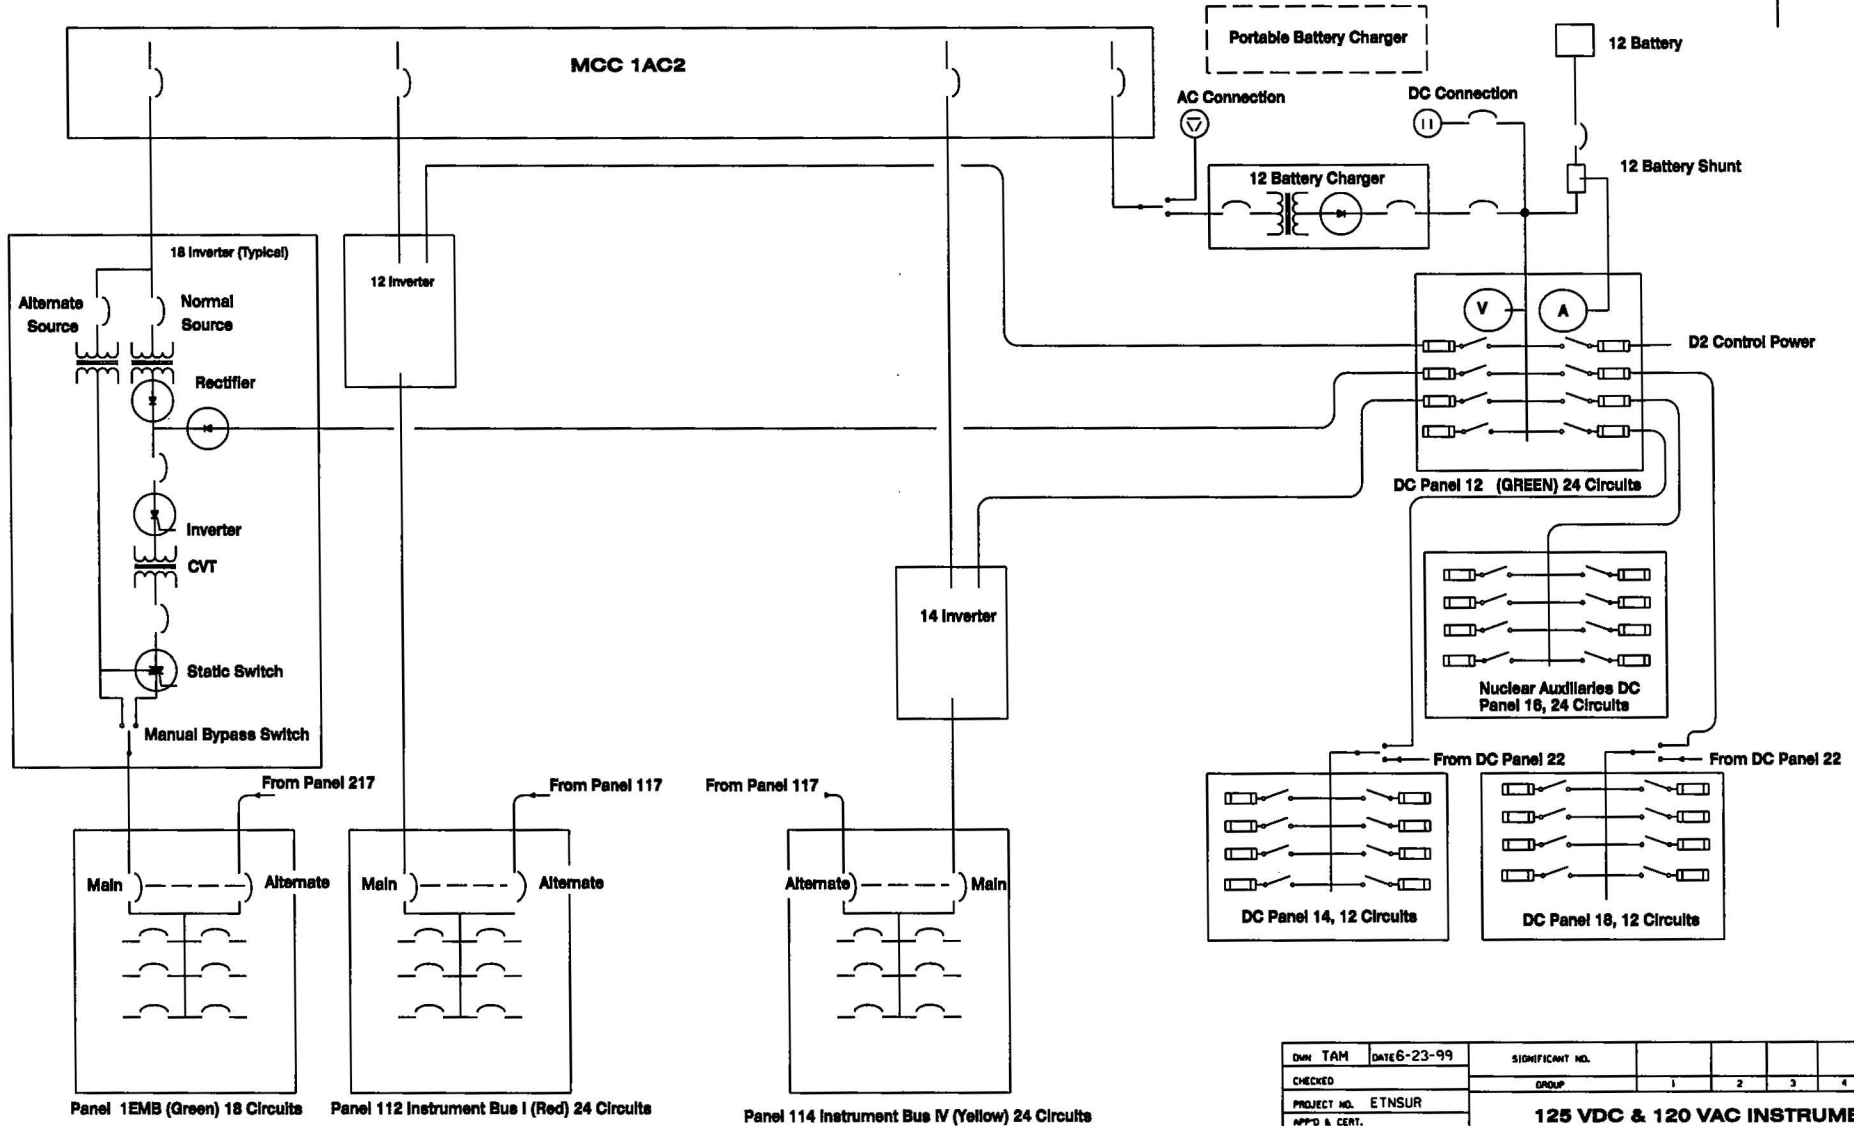 Portable Battery Charger
12 Battery
MCC 1AC2
AC Connection
DC Connection
12 Battery Charger
12 Battery Shunt
18 Inverter (Typical)
Alternate
Source
Normal
Source
12 Inverter
V
A
D2 Control Power
Rectifier
DC Panel 12 (GREEN) 24 Circuits
Inverter
CVT
14 Inverter
Static Switch
Nuclear Auxiliaries DC
Panel 16, 24 Circuits
Manual Bypass Switch
From DC Panel 22
From DC Panel 22
From Panel 217
From Panel 117
From Panel 117
Main
Alternate
Main
Alternate
Alternate
Main
DC Panel 14, 12 Circuits
DC Panel 18, 12 Circuits
Panel 1EMB (Green) 18 Circuits
Panel 112 Instrument Bus I (Red) 24 Circuits
Panel 114 Instrument Bus IV (Yellow) 24 Circuits
DWN TAM DATE 6-23-99 SIGNIFICANT NO.
CHECKED GROUP 1 2 3 4
PROJECT NO. ETNSUR
APP'D & CERT.
125 VDC & 120 VAC INSTRUME